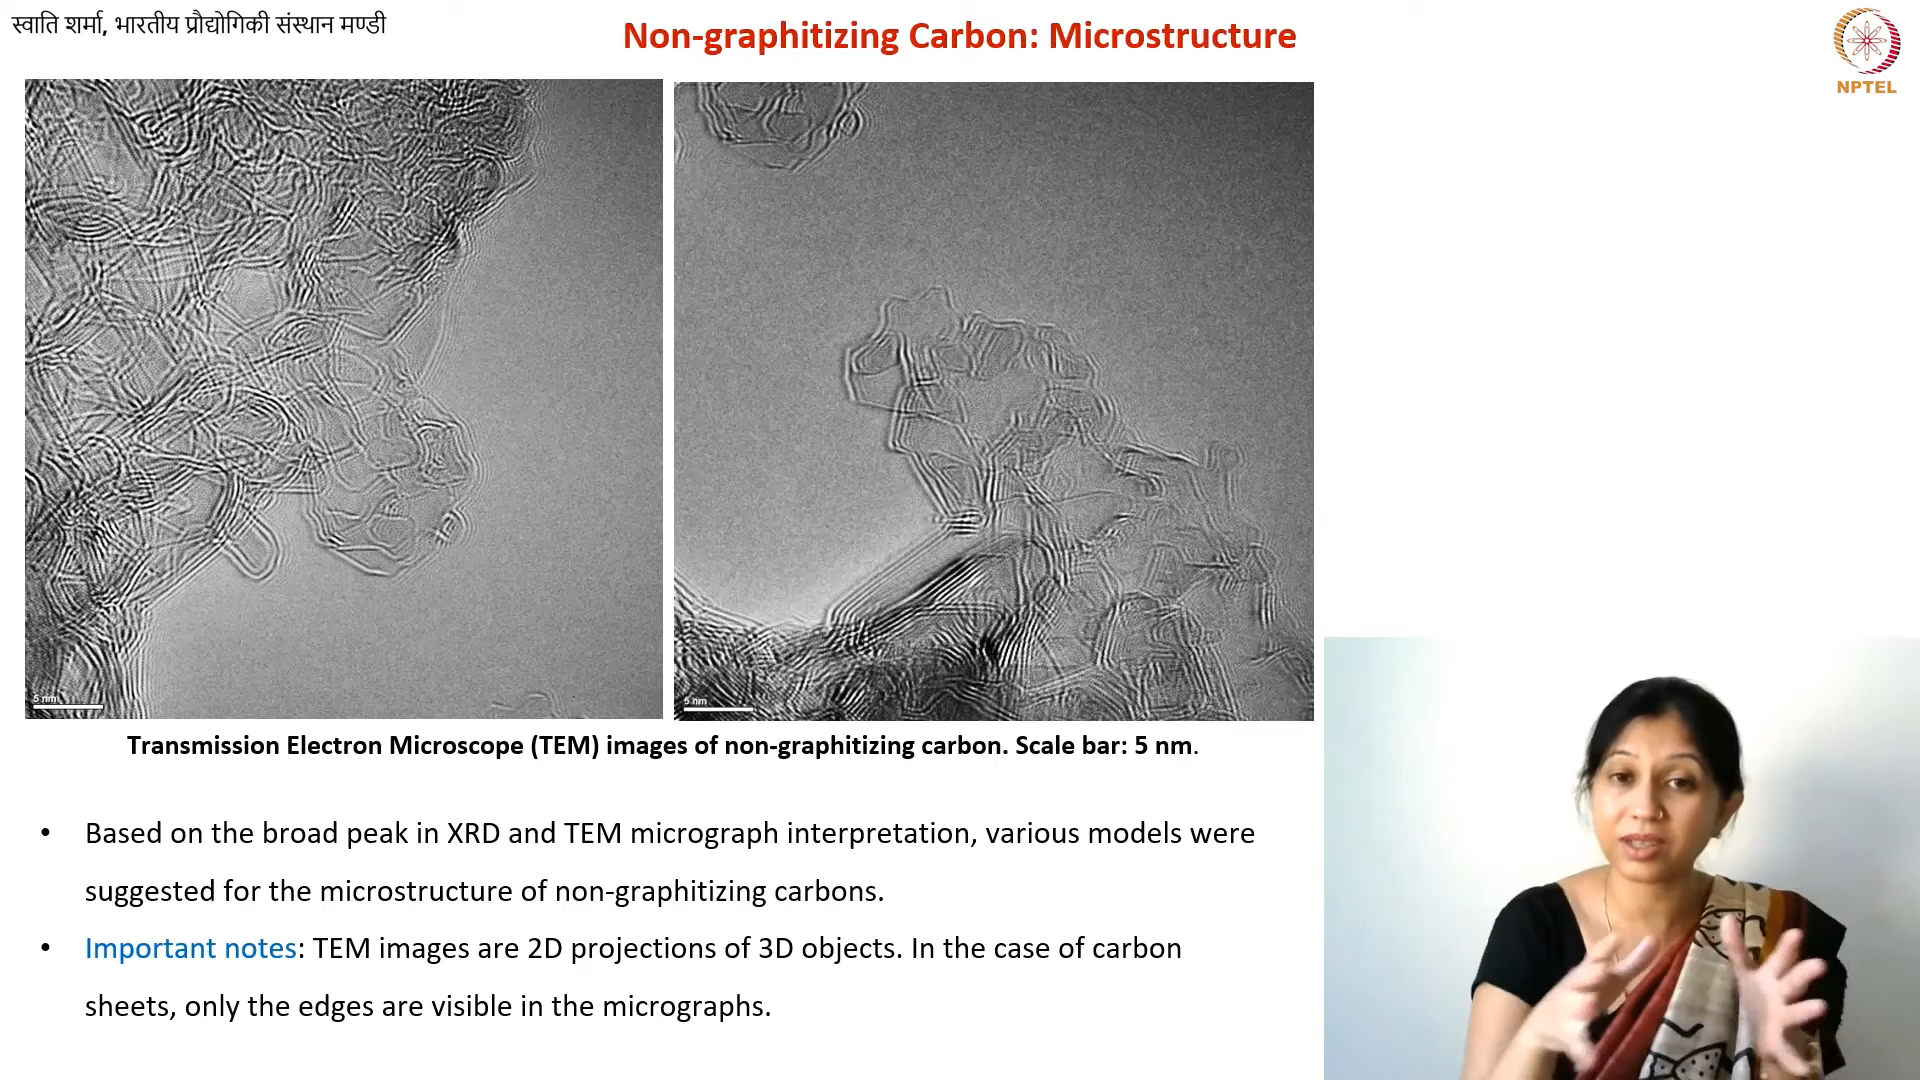 स्वाति शर्मा, भारतीय प्रौद्योगिकी संस्थान मण्डी
Non-graphitizing Carbon: Microstructure
NPTEL
5 nm
5 nm
Transmission Electron Microscope (TEM) images of non-graphitizing carbon. Scale bar: 5 nm.
• Based on the broad peak in XRD and TEM micrograph interpretation, various models were
suggested for the microstructure of non-graphitizing carbons.
• Important notes: TEM images are 2D projections of 3D objects. In the case of carbon
sheets, only the edges are visible in the micrographs.